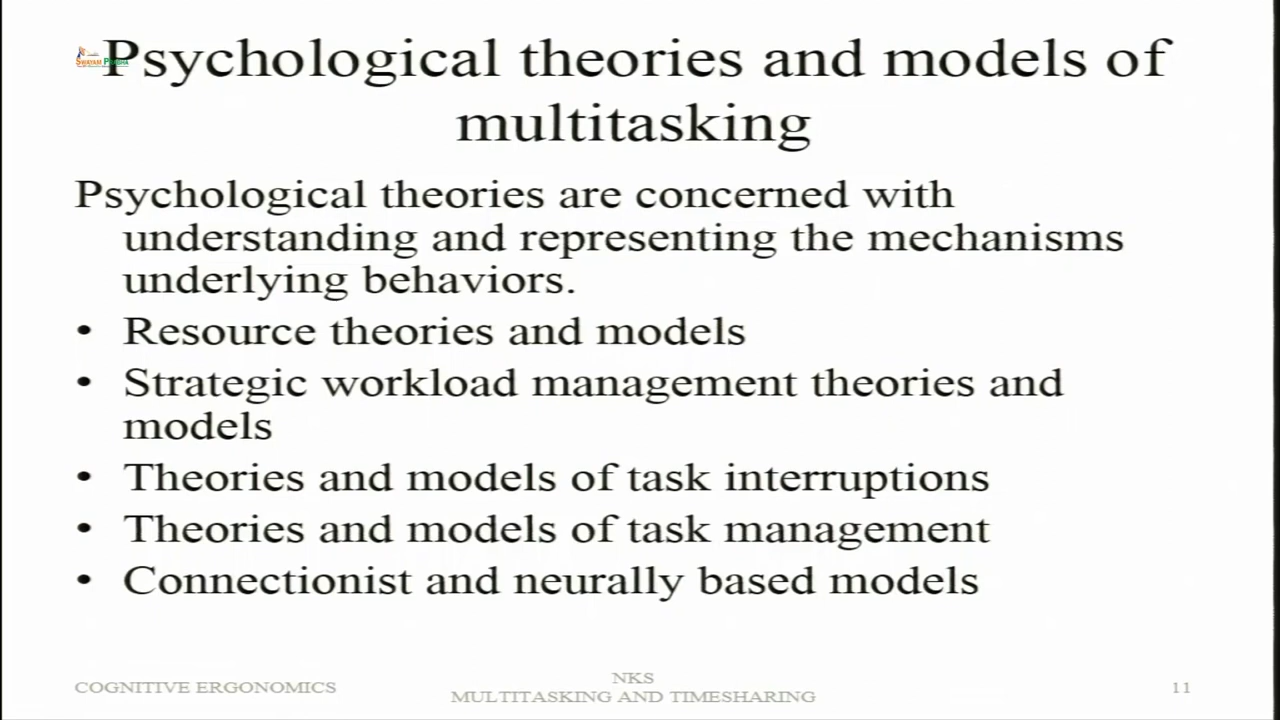 Psychological theories and models of
multitasking
SWAYAM PRABHA
Psychological theories are concerned with
understanding and representing the mechanisms
underlying behaviors.
• Resource theories and models
• Strategic workload management theories and
models
• Theories and models of task interruptions
• Theories and models of task management
• Connectionist and neurally based models
COGNITIVE ERGONOMICS
NKS
MULTITASKING AND TIMESHARING
11